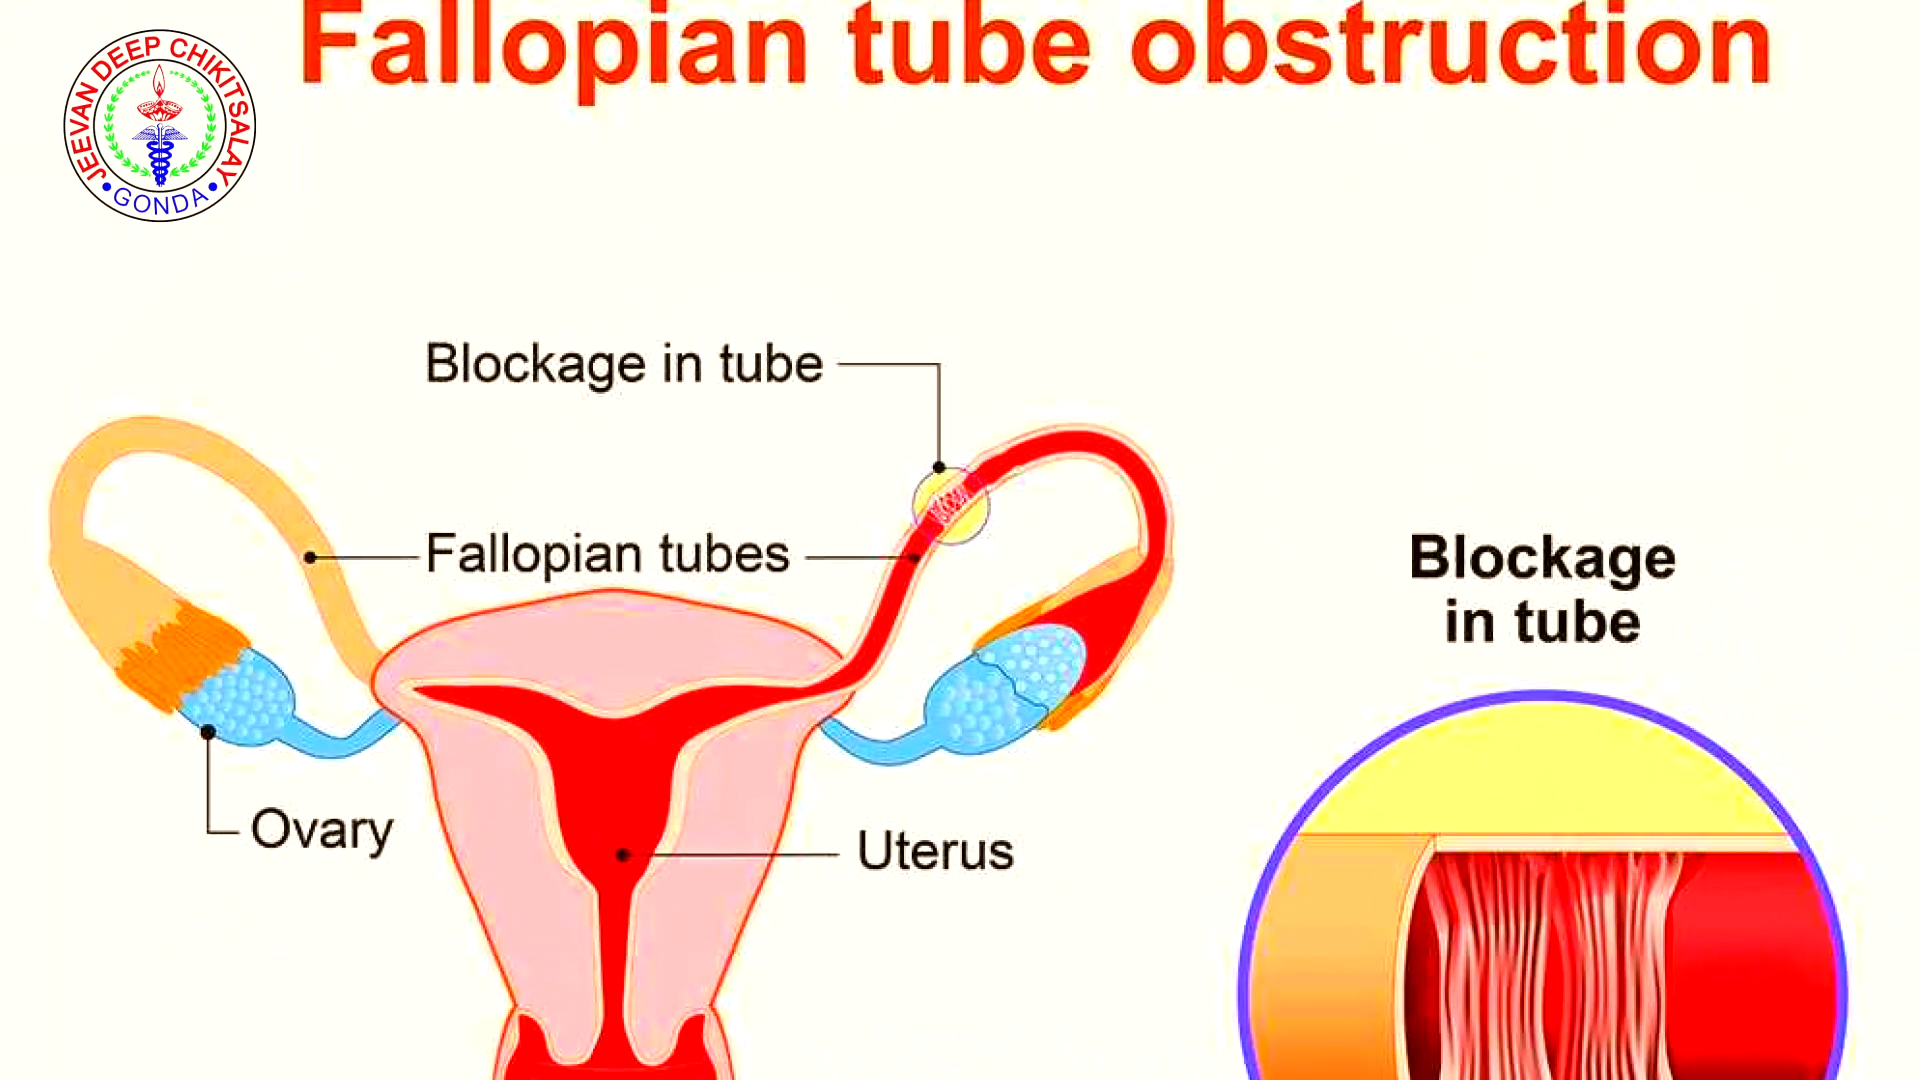 Fallopian tube obstruction
JEEVAN DEEP CHIKITSALAY
GONDA
Blockage in tube
Fallopian tubes
Blockage
in tube
Ovary
Uterus